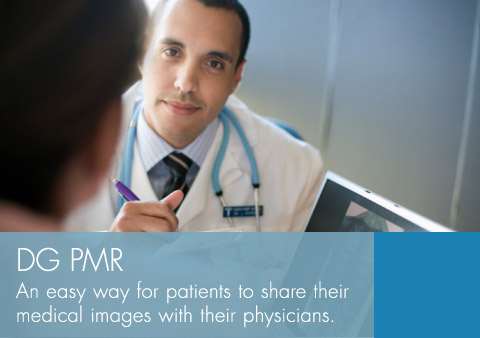 DG PMR
An easy way for patients to share their
medical images with their physicians.